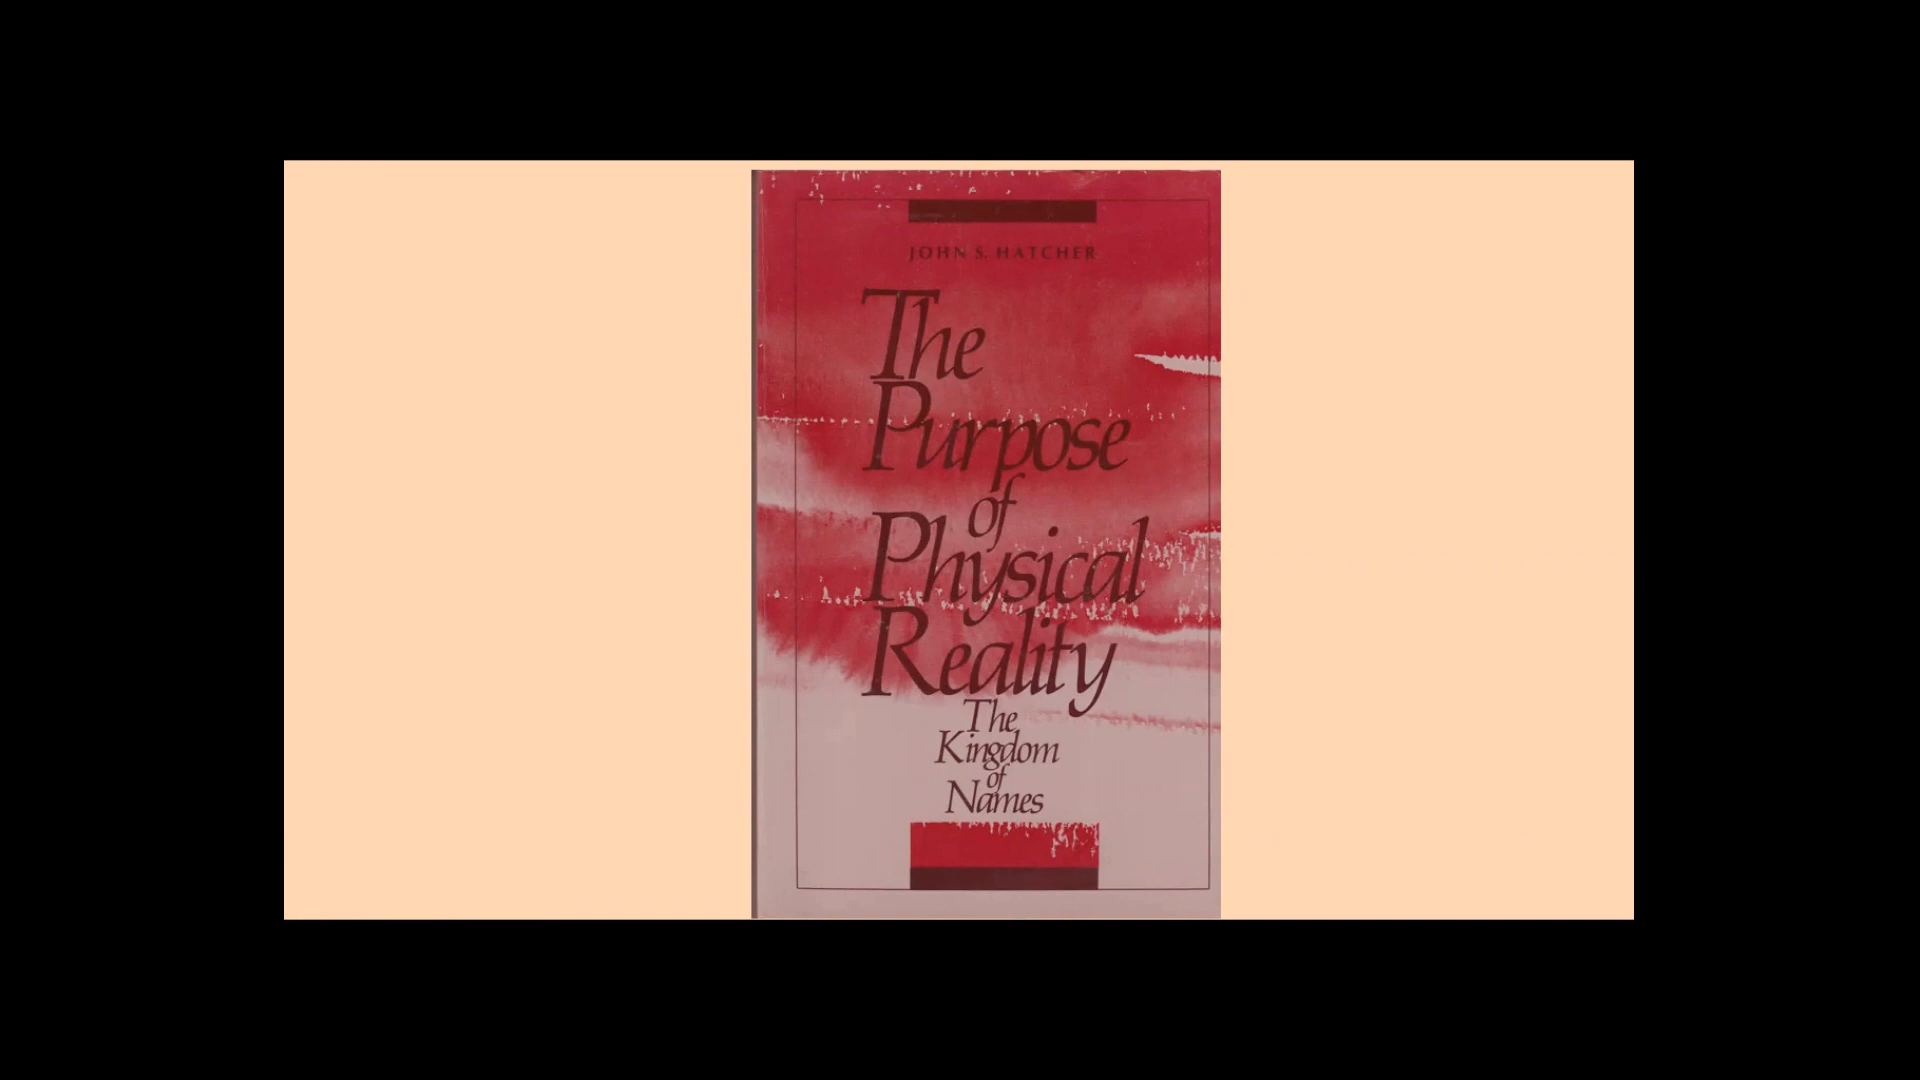 JOHN S. HATCHER
The
Purpose
of
Physical
Reality
The
Kingdom
of
Names